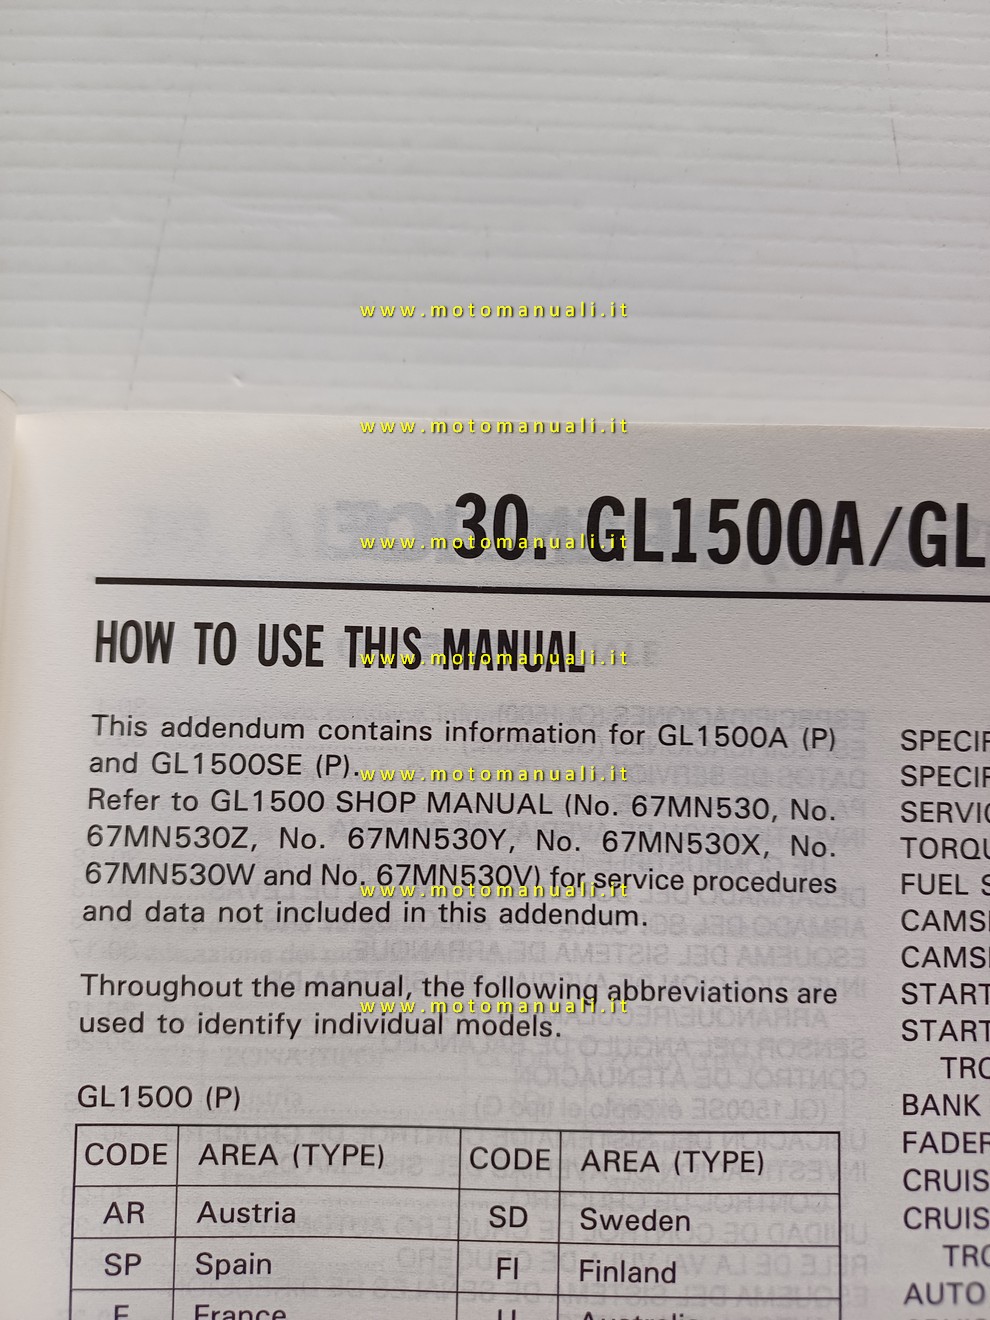 www.motomanuali.it
www.motomanuali.it
30. GL1500A/GL
www.motomanuali.it
HOW TO USE THIS MANUAL
www.motomanuali.it
This addendum contains information for GL1500A (P)
and GL1500SE (P).
www.motomanuali.it
Refer to GL1500 SHOP MANUAL (No. 67MN530, No.
67MN530Z, No. 67MN530Y, No. 67MN530X, No.
67MN530W and No. 67MN530V) for service procedures
www.motomanuali.it
and data not included in this addendum.
Throughout the manual, the following abbreviations are
www.motomanuali.it
used to identify individual models.
GL1500 (P)
CODE AREA (TYPE) CODE AREA (TYPE)
AR Austria SD Sweden
SP Spain FI Finland
F France U Australia
SPECIF
SPECIF
SERVIC
TORQU
FUEL S
CAMS
CAMS
START
START
TRO
BANK
FADER
CRUIS
CRUIS
TRO
AUTO